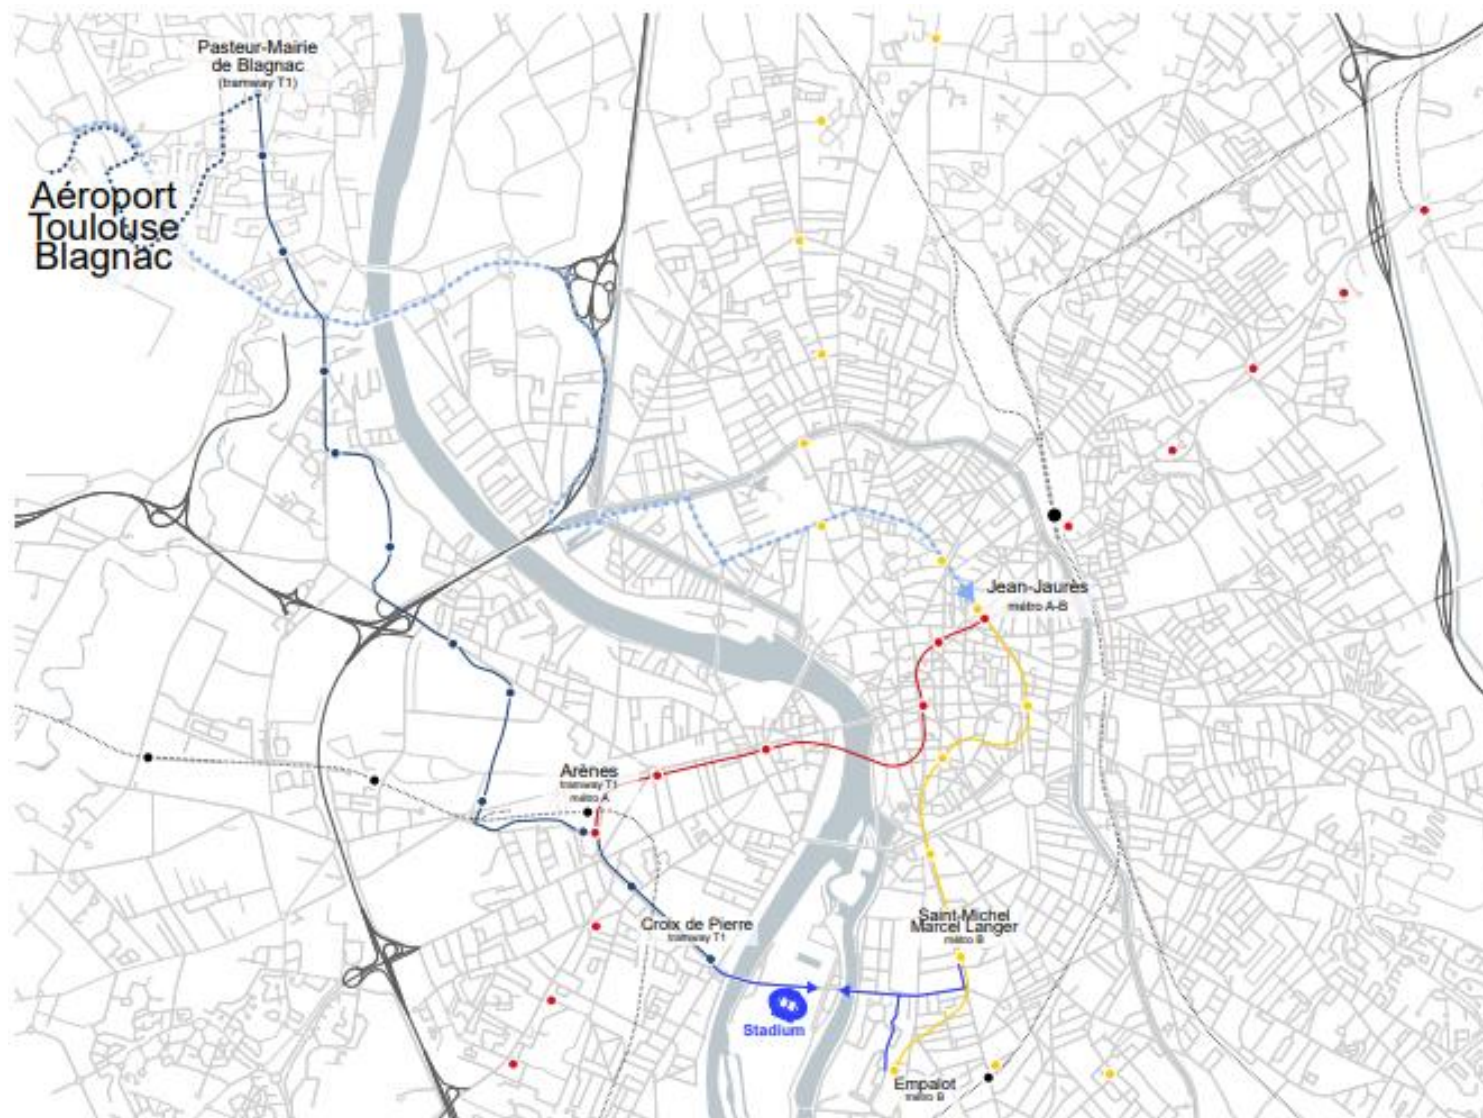 Pasteur-Mairie
de Blagnac
(tramway T1)
Aéroport
Toulouse
Blagnac
Jean-Jaurès
métro A-B
Arènes
tramway T1
métro A
Croix de Pierre
tramway T1
Saint-Michel
Marcel Langer
métro B
Stadium
Empalot
métro B